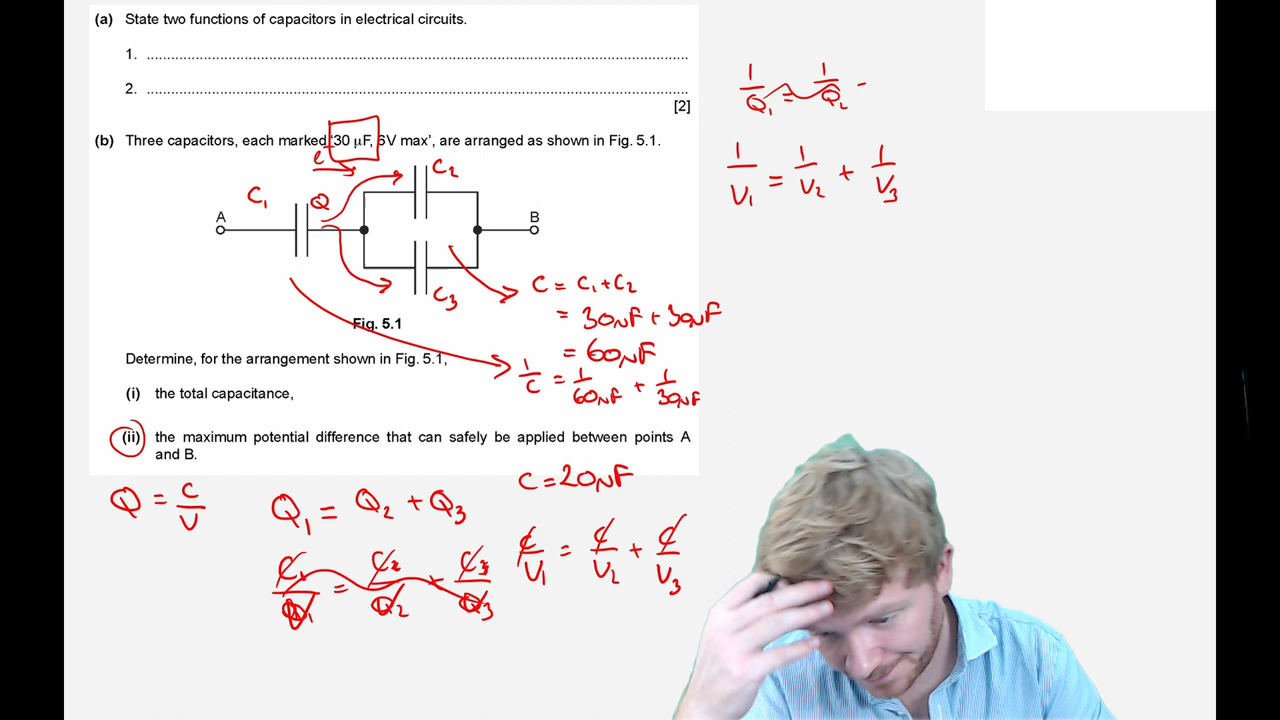 (a) State two functions of capacitors in electrical circuits.
1. ........................................................................
2. ........................................................................
[2]
(b) Three capacitors, each marked '30 μF, 6V max', are arranged as shown in Fig. 5.1.
e
C₁
Q
C₂
A
B
C₃
Fig. 5.1
C = C₁+C₂
= 30μF + 30μF
= 60μF
1/C = 1/60μF + 1/30μF
Determine, for the arrangement shown in Fig. 5.1,
(i) the total capacitance,
(ii) the maximum potential difference that can safely be applied between points A
and B.
C = 20μF
Q = C/V
Q₁ = Q₂ + Q₃
C₁/Q₁ = C₂/Q₂ + C₃/Q₃
C/V₁ = C/V₂ + C/V₃
1/Q₁ = 1/Q₂ -
1/V₁ = 1/V₂ + 1/V₃